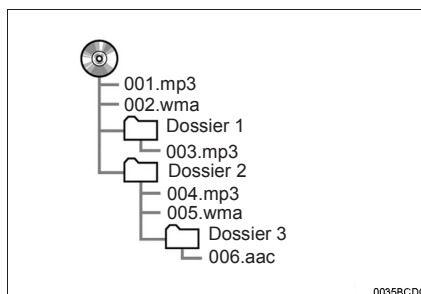 001.mp3
002.wma
Dossier 1
003.mp3
Dossier 2
004.mp3
005.wma
Dossier 3
006.aac